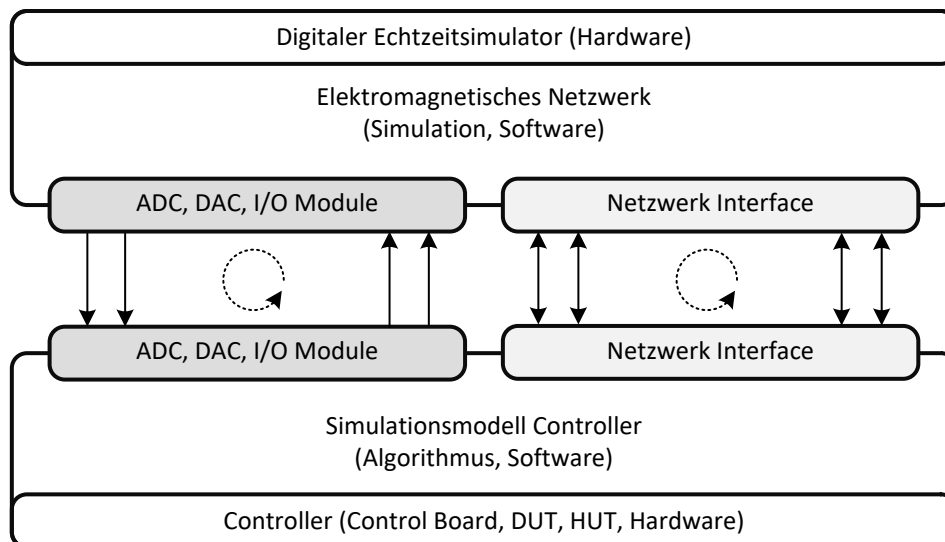 Digitaler Echtzeitsimulator (Hardware)
Elektromagnetisches Netzwerk
(Simulation, Software)
ADC, DAC, I/O Module
Netzwerk Interface
ADC, DAC, I/O Module
Netzwerk Interface
Simulationsmodell Controller
(Algorithmus, Software)
Controller (Control Board, DUT, HUT, Hardware)